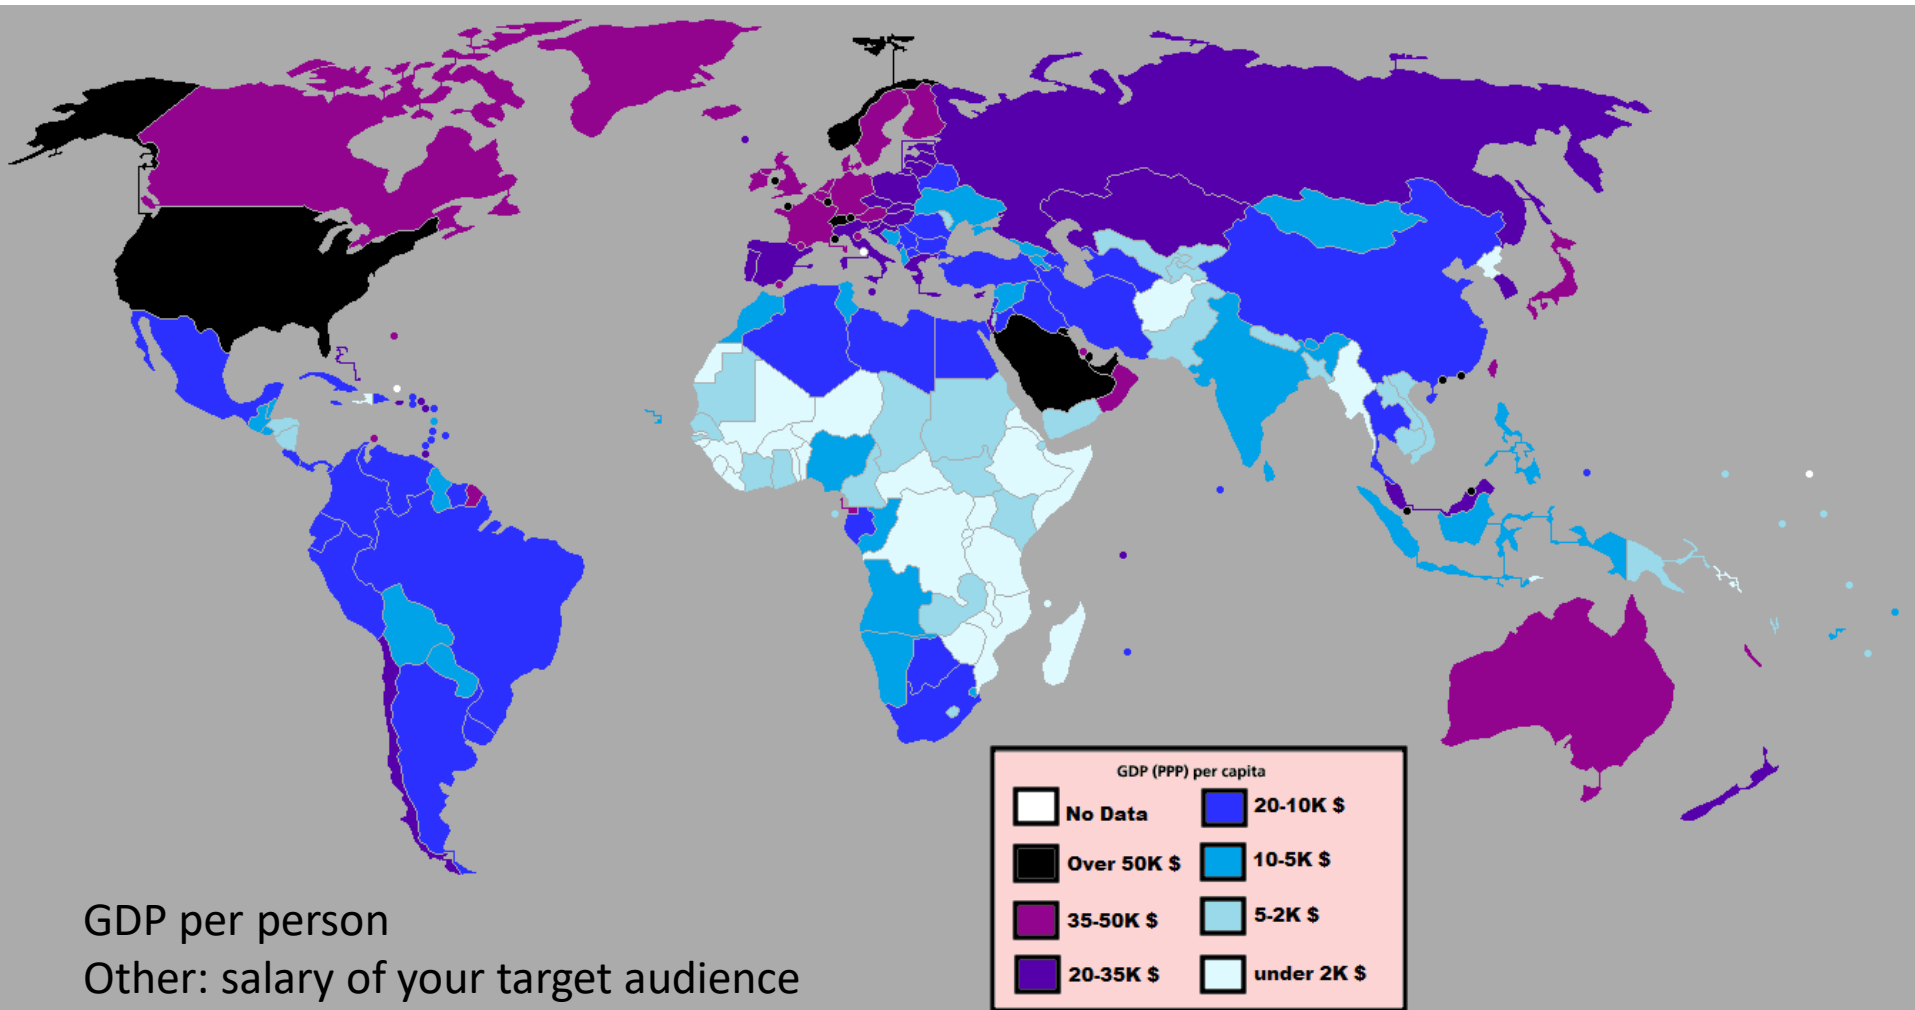 GDP (PPP) per capita
No Data
20-10K $
Over 50K $
10-5K $
35-50K $
5-2K $
20-35K $
under 2K $
GDP per person
Other: salary of your target audience